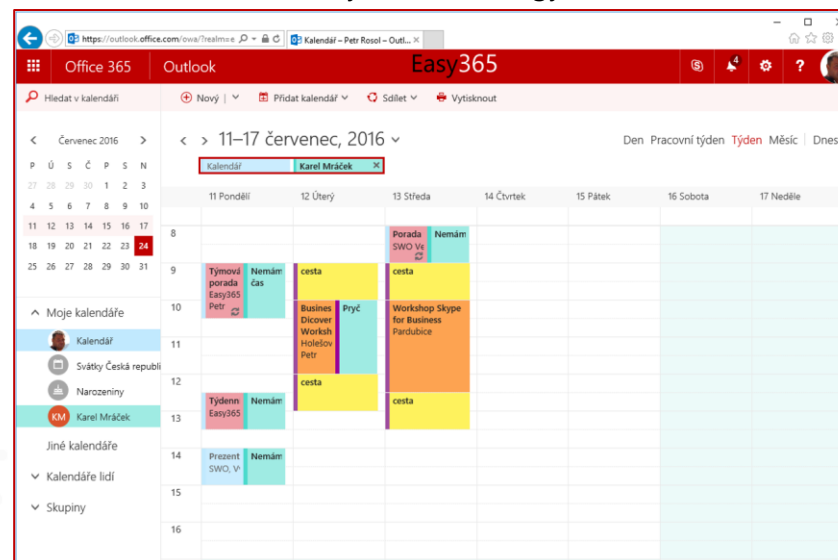 https://outlook.office.com/owa/?realm=e
Kalendář – Petr Rosol – Outl...
Office 365
Outlook
Easy365
4
?
Hledat v kalendáři
Nový
Přidat kalendář
Sdílet
Vytisknout
Červenec 2016
P Ú S Č P S N
27 28 29 30 1 2 3
4 5 6 7 8 9 10
11 12 13 14 15 16 17
18 19 20 21 22 23 24
25 26 27 28 29 30 31
Moje kalendáře
Kalendář
Svátky Česká republi
Narozeniny
KM Karel Mráček
Jiné kalendáře
Kalendáře lidí
Skupiny
11–17 červenec, 2016
Den Pracovní týden Týden Měsíc Dnes
Kalendář
Karel Mráček
11 Pondělí 12 Úterý 13 Středa 14 Čtvrtek 15 Pátek 16 Sobota 17 Neděle
8
Porada
SWO Ve
Nemám
9
Týmová
porada
Easy365
Petr
Nemám
čas
cesta
cesta
10
Busines
Dicover
Worksh
Holešov
Petr
Pryč
Workshop Skype
for Business
Pardubice
11
12
Týdenn
Easy365
Nemám
cesta
cesta
13
14
Prezent
SWO, V
Nemám
15
16